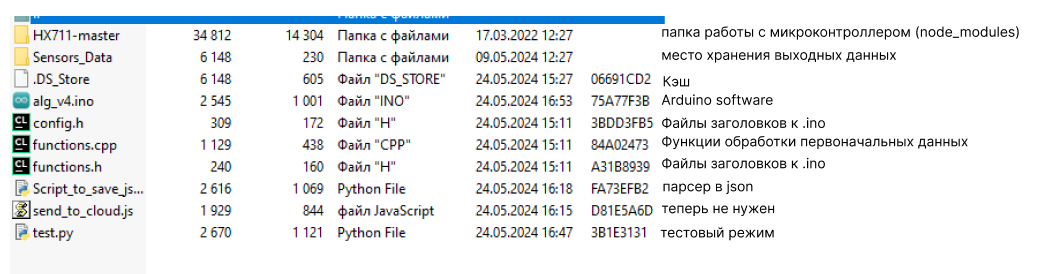 Папка с файлами
HX711-master 34 812 14 304 Папка с файлами 17.03.2022 12:27 папка работы с микроконтроллером (node_modules)
Sensors_Data 6 148 230 Папка с файлами 09.05.2024 12:27 место хранения выходных данных
.DS_Store 6 148 605 Файл "DS_STORE" 24.05.2024 15:27 06691CD2 Кэш
alg_v4.ino 2 545 1 001 Файл "INO" 24.05.2024 16:53 75A77F3B Arduino software
config.h 309 172 Файл "H" 24.05.2024 15:11 3BDD3FB5 Файлы заголовков к .ino
functions.cpp 1 129 438 Файл "CPP" 24.05.2024 15:11 84A02473 Функции обработки первоначальных данных
functions.h 240 160 Файл "H" 24.05.2024 15:11 A31B8939 Файлы заголовков к .ino
Script_to_save_js... 2 616 1 069 Python File 24.05.2024 16:18 FA73EFB2 парсер в json
send_to_cloud.js 1 929 844 файл JavaScript 24.05.2024 16:15 D81E5A6D теперь не нужен
test.py 2 670 1 121 Python File 24.05.2024 16:47 3B1E3131 тестовый режим